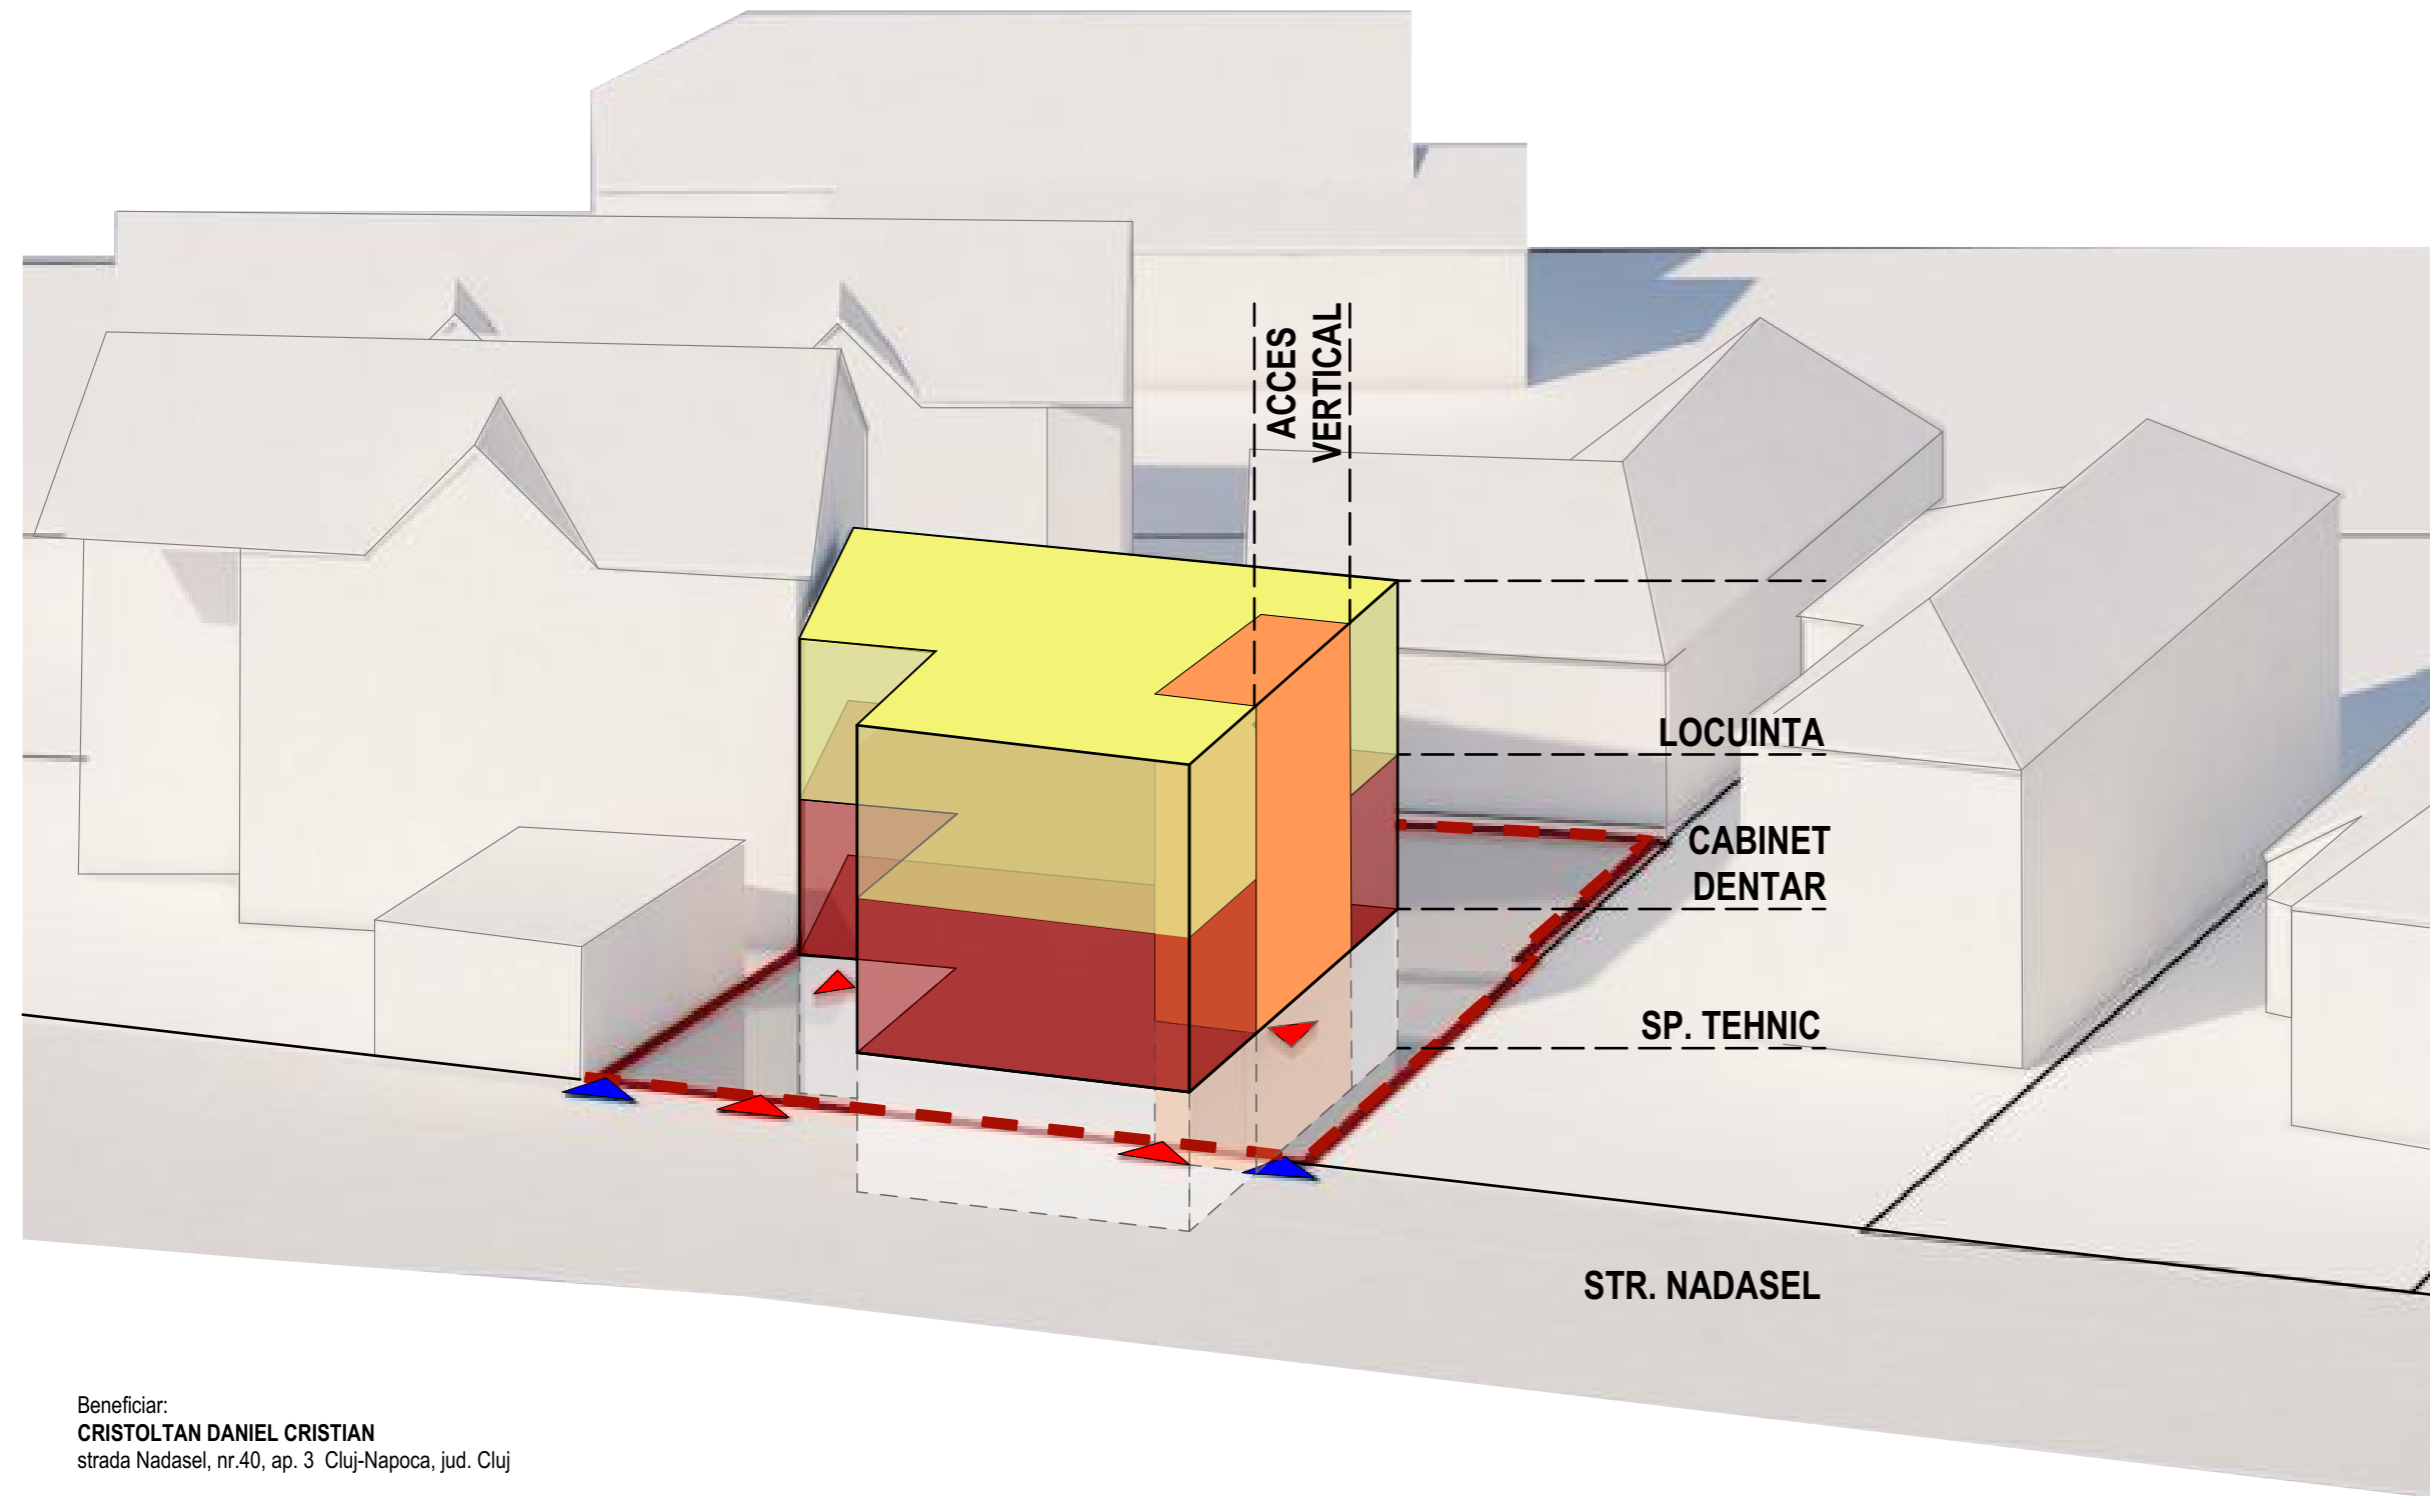 ACCES
VERTICAL
LOCUINTA
CABINET
DENTAR
SP. TEHNIC
STR. NADASEL
Beneficiar:
CRISTOLTAN DANIEL CRISTIAN
strada Nadasel, nr.40, ap. 3 Cluj-Napoca, jud. Cluj